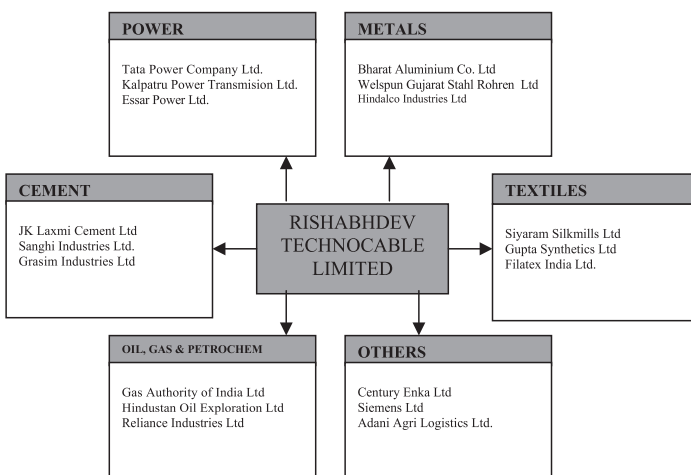 POWER
Tata Power Company Ltd.
Kalpatru Power Transmision Ltd.
Essar Power Ltd.
METALS
Bharat Aluminium Co. Ltd
Welspun Gujarat Stahl Rohren Ltd
Hindalco Industries Ltd
CEMENT
JK Laxmi Cement Ltd
Sanghi Industries Ltd.
Grasim Industries Ltd
RISHABHDEV
TECHNOCABLE
LIMITED
TEXTILES
Siyaram Silkmills Ltd
Gupta Synthetics Ltd
Filatex India Ltd.
OIL, GAS & PETROCHEM
Gas Authority of India Ltd
Hindustan Oil Exploration Ltd
Reliance Industries Ltd
OTHERS
Century Enka Ltd
Siemens Ltd
Adani Agri Logistics Ltd.